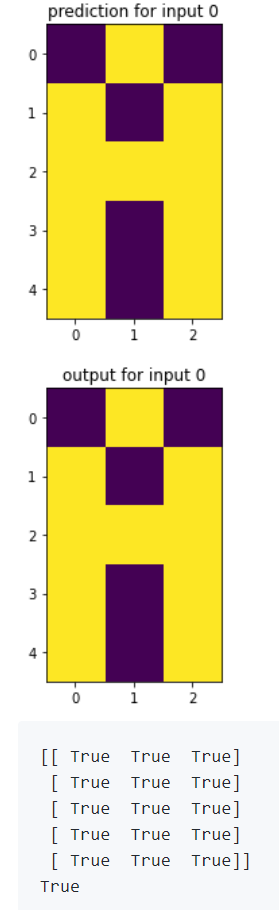 prediction for input 0
0
1
2
3
4
0 1 2
output for input 0
0
1
2
3
4
0 1 2
[[ True  True  True]
 [ True  True  True]
 [ True  True  True]
 [ True  True  True]
 [ True  True  True]]
True